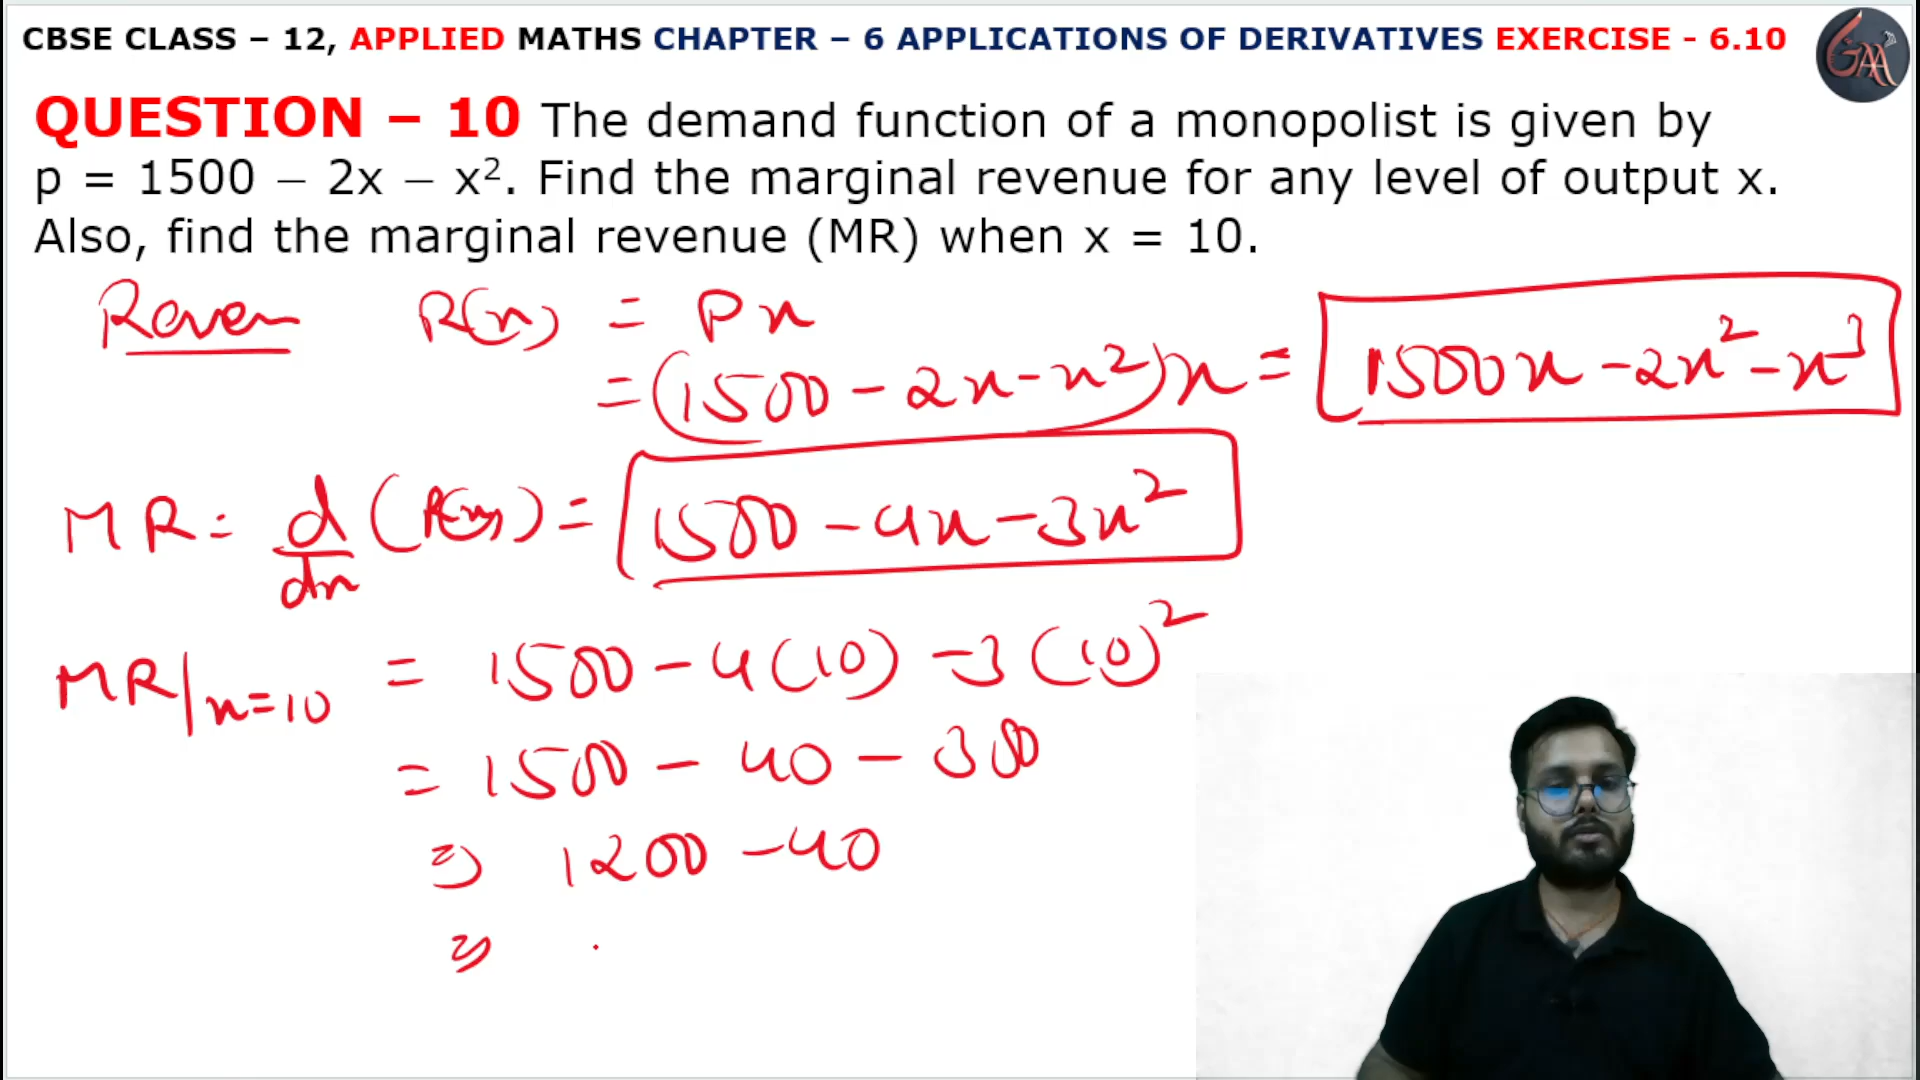 CBSE CLASS – 12, APPLIED MATHS CHAPTER – 6 APPLICATIONS OF DERIVATIVES EXERCISE - 6.10
QUESTION – 10 The demand function of a monopolist is given by
p = 1500 – 2x – x². Find the marginal revenue for any level of output x.
Also, find the marginal revenue (MR) when x = 10.
Reven R(x) = Px
= (1500 - 2x - x²)x = 1500x - 2x² - x³
MR = d/dx (R(x)) = 1500 - 4x - 3x²
MR|x=10 = 1500 - 4(10) - 3(10)²
= 1500 - 40 - 300
⇒ 1200 - 40
⇒